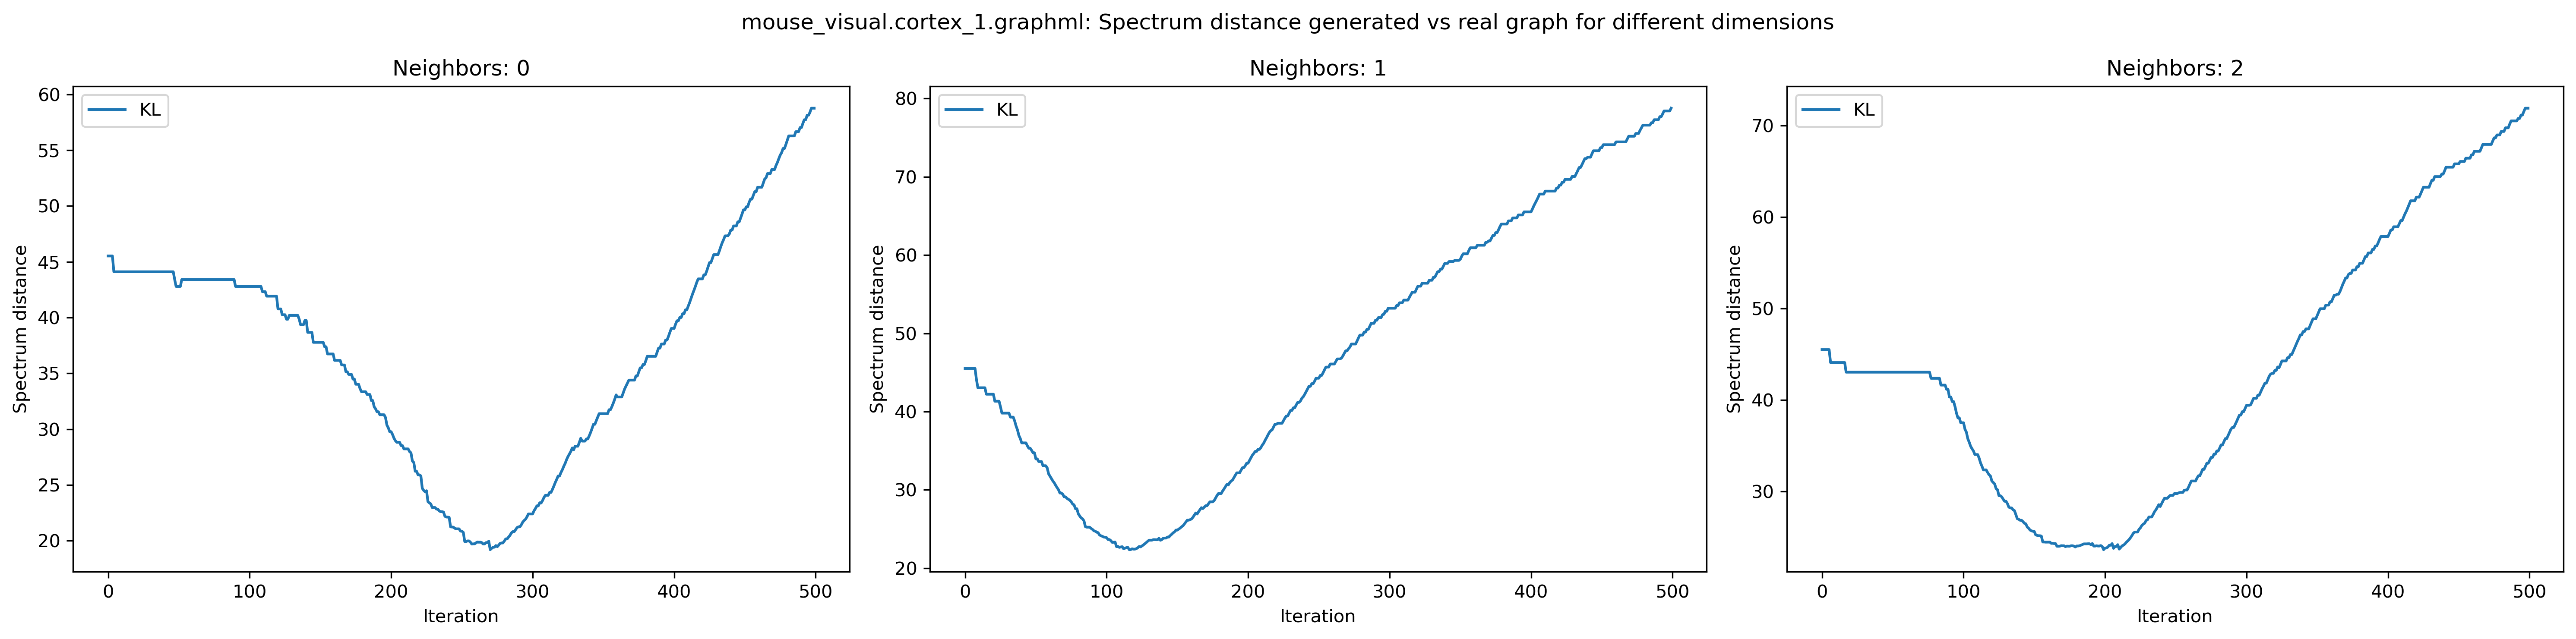 mouse_visual.cortex_1.graphml: Spectrum distance generated vs real graph for different dimensions
Neighbors: 0
KL
60
55
50
45
40
35
30
25
20
Spectrum distance
0 100 200 300 400 500
Iteration
Neighbors: 1
KL
80
70
60
50
40
30
20
Spectrum distance
0 100 200 300 400 500
Iteration
Neighbors: 2
KL
70
60
50
40
30
Spectrum distance
0 100 200 300 400 500
Iteration